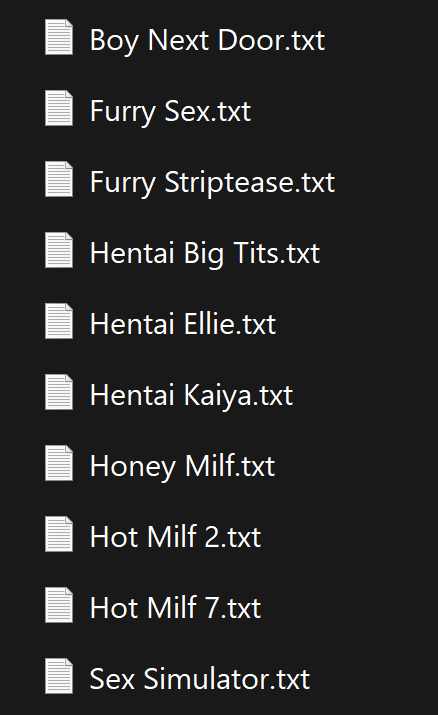 Boy Next Door.txt
Furry Sex.txt
Furry Striptease.txt
Hentai Big Tits.txt
Hentai Ellie.txt
Hentai Kaiya.txt
Honey Milf.txt
Hot Milf 2.txt
Hot Milf 7.txt
Sex Simulator.txt